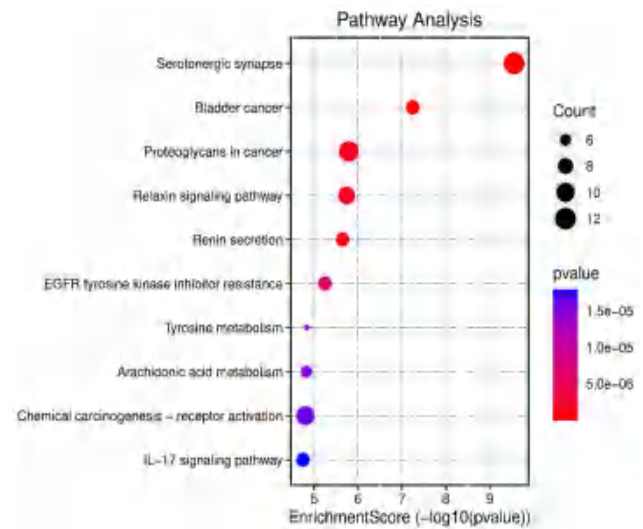 Pathway Analysis
Serotonergic synapse
Bladder cancer
Proteoglycans in cancer
Relaxin signaling pathway
Renin secretion
EGFR tyrosine kinase inhibitor resistance
Tyrosine metabolism
Arachidonic acid metabolism
Chemical carcinogenesis - receptor activation
IL-17 signaling pathway
5 6 7 8 9
EnrichmentScore (-log10(pvalue))
Count
6
8
10
12
pvalue
1.5e-05
1.0e-05
5.0e-06